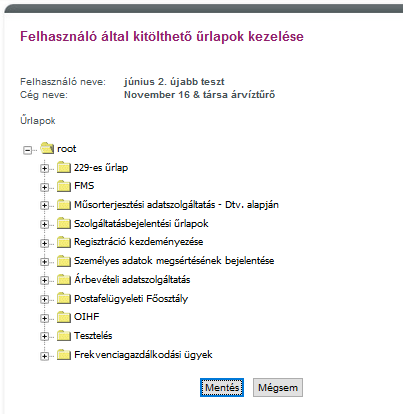 Felhasználó által kitölthető űrlapok kezelése
Felhasználó neve: június 2. újabb teszt
Cég neve: November 16 & társa árvíztűrő
Űrlapok
root
229-es űrlap
FMS
Műsorterjesztési adatszolgáltatás - Dtv. alapján
Szolgáltatásbejelentési űrlapok
Regisztráció kezdeményezése
Személyes adatok megsértésének bejelentése
Árbevételi adatszolgáltatás
Postafelügyeleti Főosztály
OIHF
Tesztelés
Frekvenciagazdálkodási ügyek
Mentés Mégsem